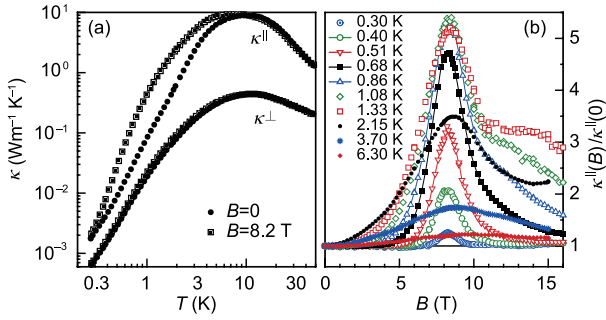 (a)
κ (Wm⁻¹ K⁻¹)
10¹
10⁰
10⁻¹
10⁻²
10⁻³
κ∥
κ⊥
B=0
B=8.2 T
0.3
1
3
10
30
T (K)
(b)
0.30 K
0.40 K
0.51 K
0.68 K
0.86 K
1.08 K
1.33 K
2.15 K
3.70 K
6.30 K
0
5
10
15
B (T)
5
4
3
2
1
κ∥(B)/κ∥(0)